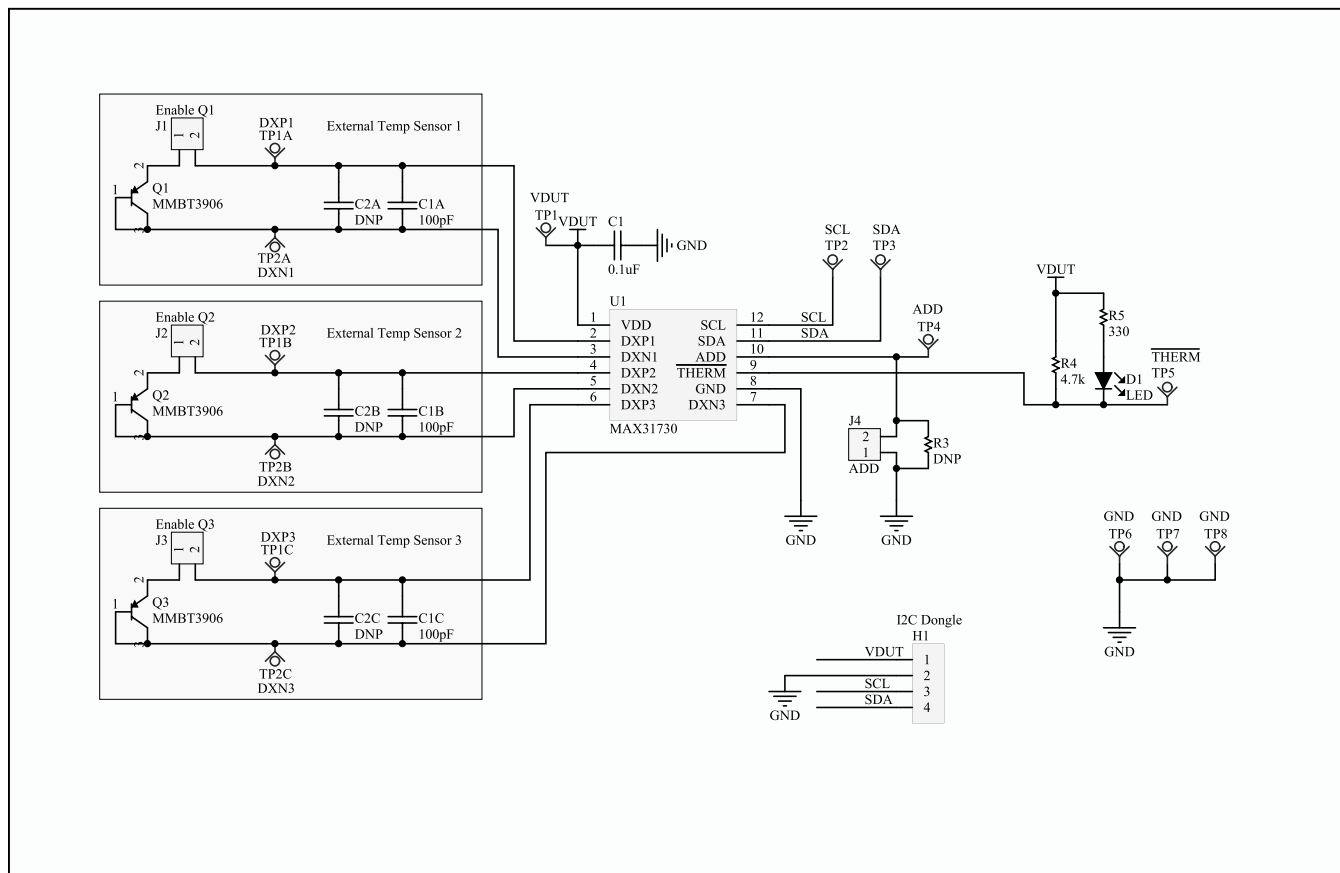 Enable Q1
J1
1 2
DXP1
TP1A
External Temp Sensor 1
2
1
3
Q1
MMBT3906
C2A
DNP
C1A
100pF
TP2A
DXN1
Enable Q2
J2
1 2
DXP2
TP1B
External Temp Sensor 2
2
1
3
Q2
MMBT3906
C2B
DNP
C1B
100pF
TP2B
DXN2
Enable Q3
J3
1 2
DXP3
TP1C
External Temp Sensor 3
2
1
3
Q3
MMBT3906
C2C
DNP
C1C
100pF
TP2C
DXN3
VDUT
TP1
VDUT
C1
0.1uF
GND
U1
1 VDD
2 DXP1
3 DXN1
4 DXP2
5 DXN2
6 DXP3
SCL 12 SCL
SDA 11 SDA
ADD 10
THERM 9
GND 8
DXN3 7
MAX31730
SCL
TP2
SDA
TP3
ADD
TP4
J4
2
1
ADD
R3
DNP
GND
GND
VDUT
R5
330
R4
4.7k
D1
LED
THERM
TP5
GND
TP6
GND
TP7
GND
TP8
GND
I2C Dongle
H1
VDUT 1
2
SCL 3
SDA 4
GND